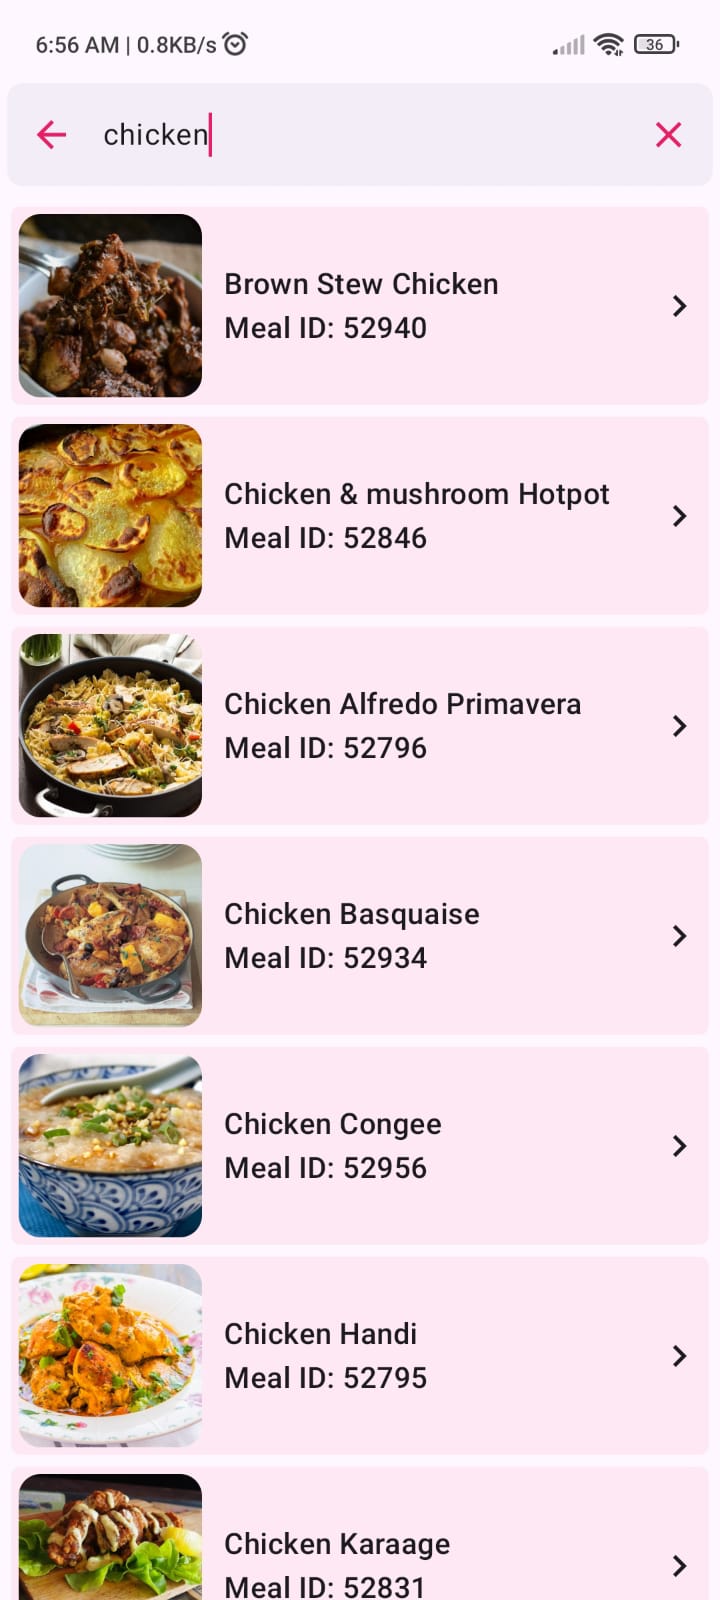 6:56 AM | 0.8KB/s
36
chicken
Brown Stew Chicken
Meal ID: 52940
Chicken & mushroom Hotpot
Meal ID: 52846
Chicken Alfredo Primavera
Meal ID: 52796
Chicken Basquaise
Meal ID: 52934
Chicken Congee
Meal ID: 52956
Chicken Handi
Meal ID: 52795
Chicken Karaage
Meal ID: 52831